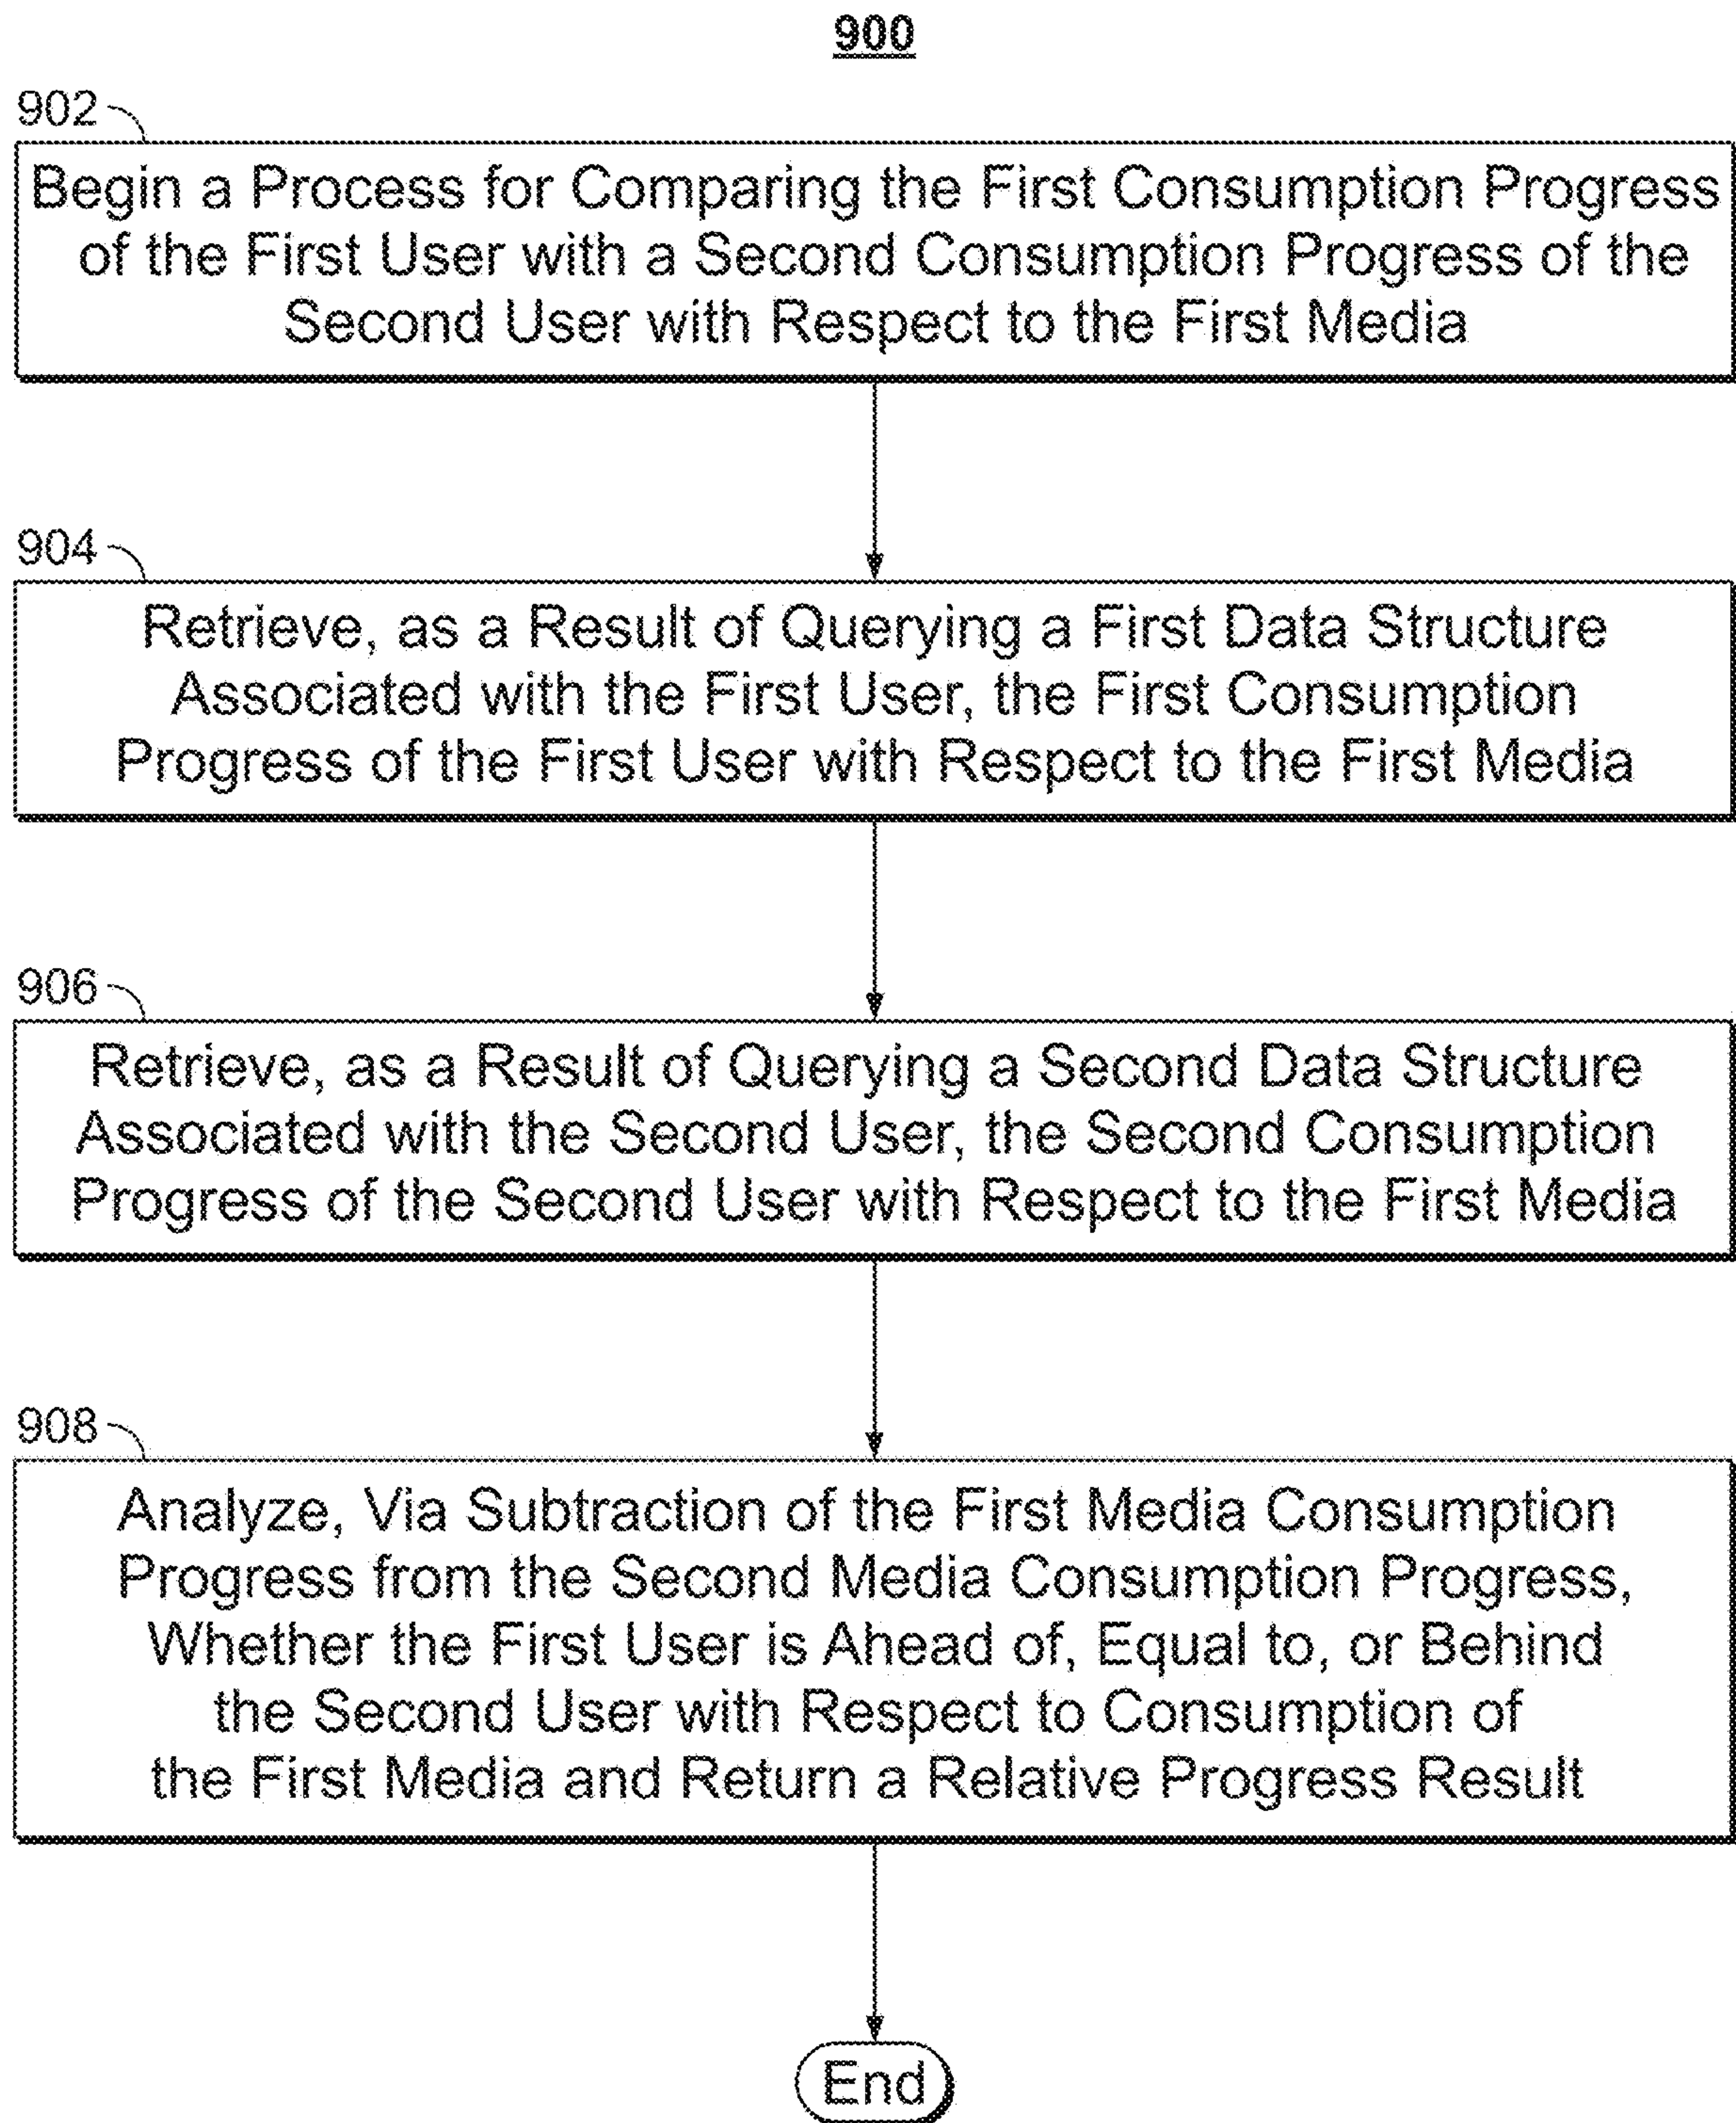 900
902
Begin a Process for Comparing the First Consumption Progress
of the First User with a Second Consumption Progress of the
Second User with Respect to the First Media
904
Retrieve, as a Result of Querying a First Data Structure
Associated with the First User, the First Consumption
Progress of the First User with Respect to the First Media
906
Retrieve, as a Result of Querying a Second Data Structure
Associated with the Second User, the Second Consumption
Progress of the Second User with Respect to the First Media
908
Analyze, Via Subtraction of the First Media Consumption
Progress from the Second Media Consumption Progress,
Whether the First User is Ahead of, Equal to, or Behind
the Second User with Respect to Consumption of
the First Media and Return a Relative Progress Result
End